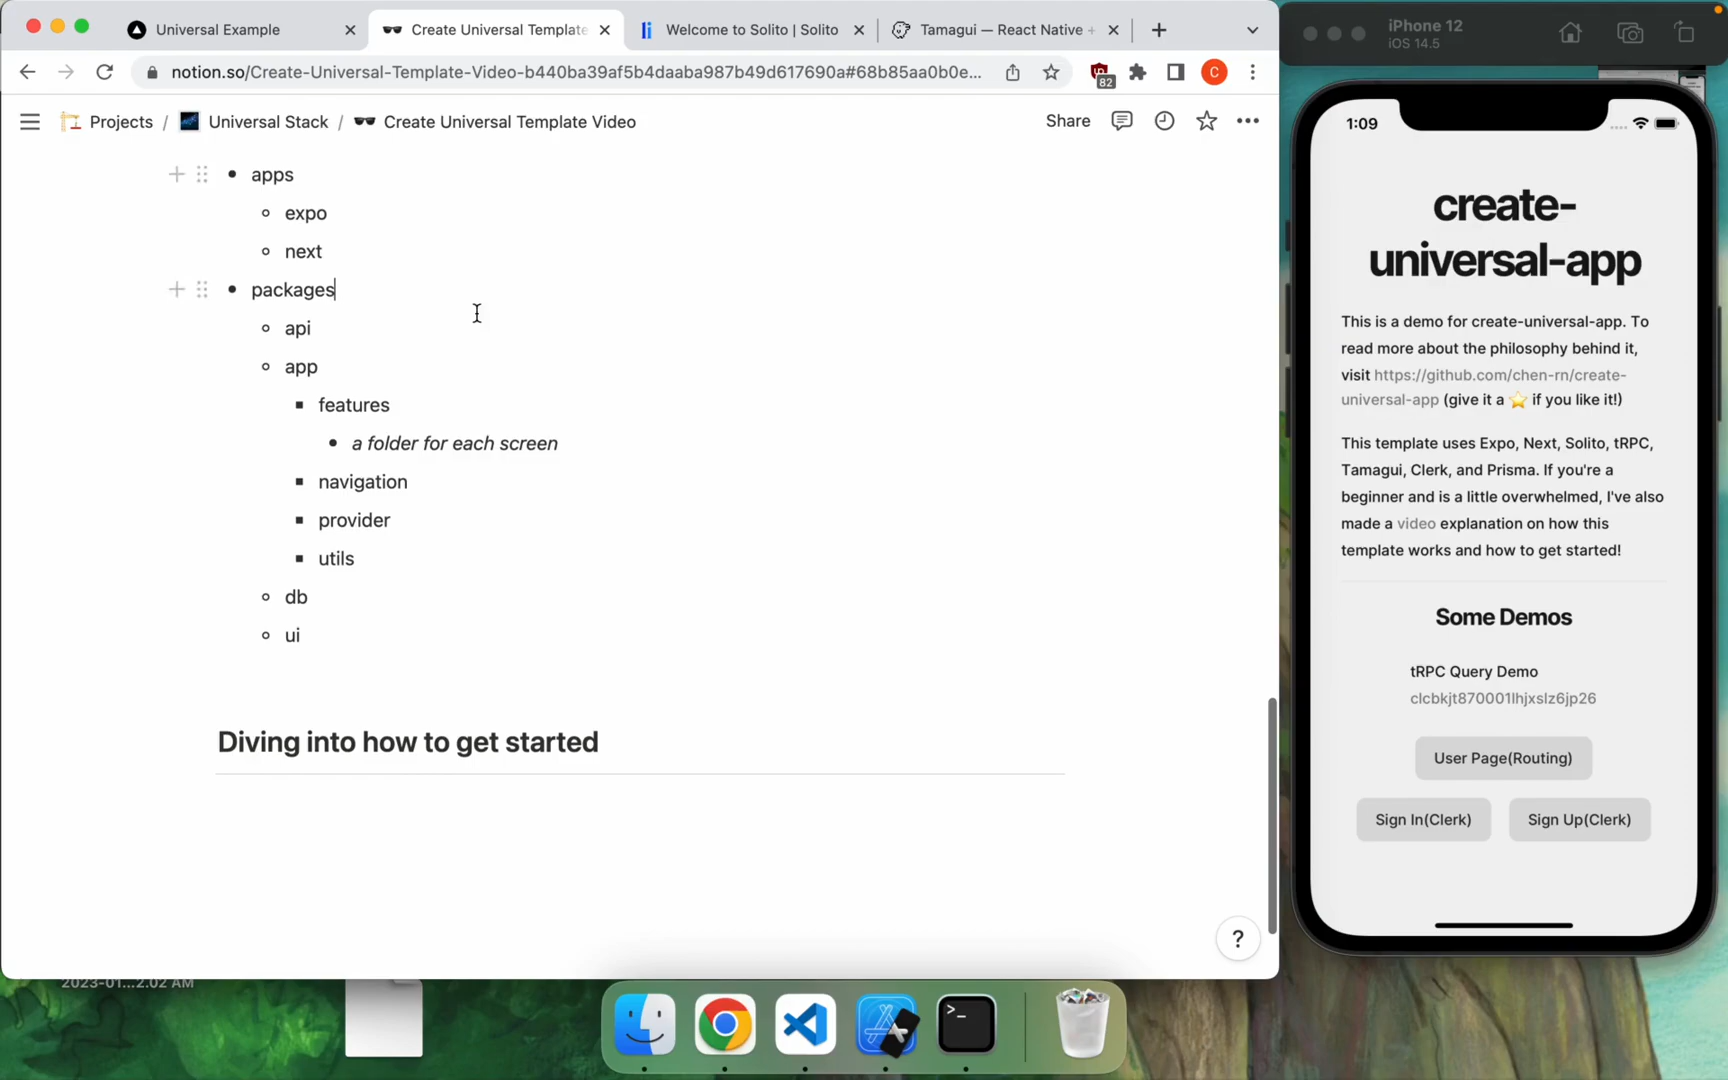 Universal Example
Create Universal Template
Welcome to Solito | Solito
Tamagui — React Native +
notion.so/Create-Universal-Template-Video-b440ba39af5b4daaba987b49d617690a#68b85aa0b0e...
82
C
Projects / Universal Stack / Create Universal Template Video
Share
apps
expo
next
packages
api
app
features
a folder for each screen
navigation
provider
utils
db
ui
Diving into how to get started
?
2023-01...2.02 AM
iPhone 12
iOS 14.5
1:09
create-
universal-app
This is a demo for create-universal-app. To
read more about the philosophy behind it,
visit https://github.com/chen-rn/create-
universal-app (give it a ⭐ if you like it!)
This template uses Expo, Next, Solito, tRPC,
Tamagui, Clerk, and Prisma. If you're a
beginner and is a little overwhelmed, I've also
made a video explanation on how this
template works and how to get started!
Some Demos
tRPC Query Demo
clcbkjt870001lhjxslz6jp26
User Page(Routing)
Sign In(Clerk)
Sign Up(Clerk)